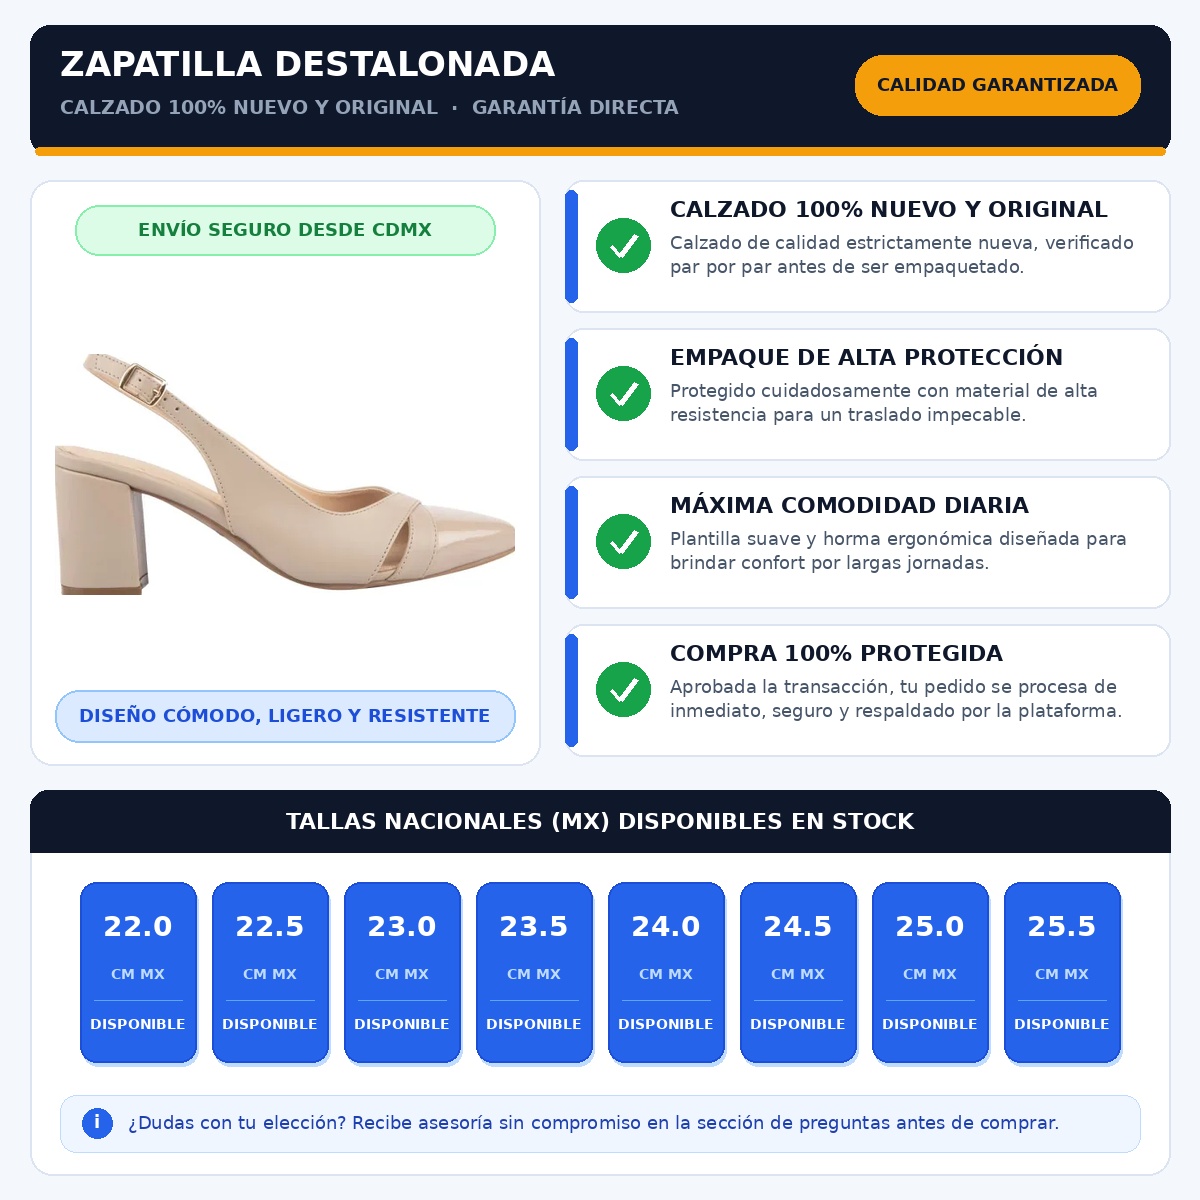 ZAPATILLA DESTALONADA
CALZADO 100% NUEVO Y ORIGINAL · GARANTÍA DIRECTA
CALIDAD GARANTIZADA
ENVÍO SEGURO DESDE CDMX
DISEÑO CÓMODO, LIGERO Y RESISTENTE
CALZADO 100% NUEVO Y ORIGINAL
Calzado de calidad estrictamente nueva, verificado
par por par antes de ser empaquetado.
EMPAQUE DE ALTA PROTECCIÓN
Protegido cuidadosamente con material de alta
resistencia para un traslado impecable.
MÁXIMA COMODIDAD DIARIA
Plantilla suave y horma ergonómica diseñada para
brindar confort por largas jornadas.
COMPRA 100% PROTEGIDA
Aprobada la transacción, tu pedido se procesa de
inmediato, seguro y respaldado por la plataforma.
TALLAS NACIONALES (MX) DISPONIBLES EN STOCK
22.0 22.5 23.0 23.5 24.0 24.5 25.0 25.5
CM MX CM MX CM MX CM MX CM MX CM MX CM MX CM MX
DISPONIBLE DISPONIBLE DISPONIBLE DISPONIBLE DISPONIBLE DISPONIBLE DISPONIBLE DISPONIBLE
i ¿Dudas con tu elección? Recibe asesoría sin compromiso en la sección de preguntas antes de comprar.